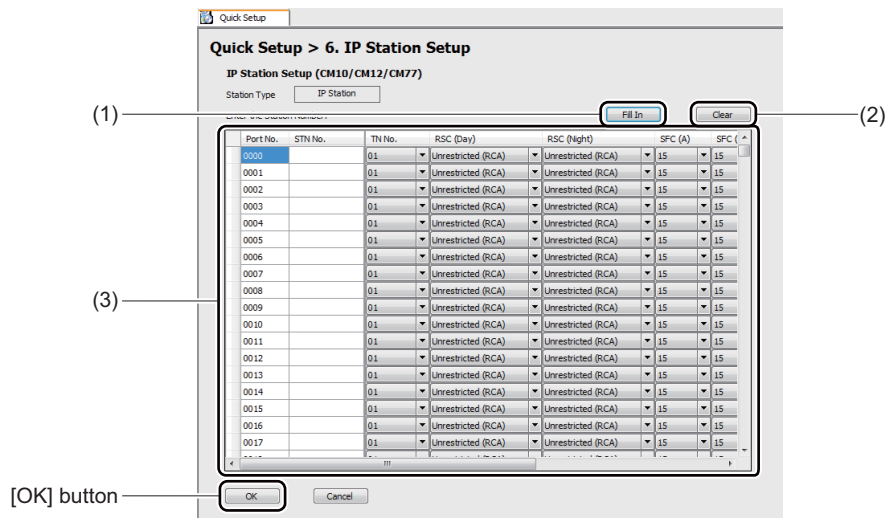 Quick Setup
Quick Setup > 6. IP Station Setup
IP Station Setup (CM10/CM12/CM77)
Station Type IP Station
(1) Fill In Clear (2)
Port No. STN No. TN No. RSC (Day) RSC (Night) SFC (A) SFC (
0000 01 Unrestricted (RCA) Unrestricted (RCA) 15 15
0001 01 Unrestricted (RCA) Unrestricted (RCA) 15 15
0002 01 Unrestricted (RCA) Unrestricted (RCA) 15 15
0003 01 Unrestricted (RCA) Unrestricted (RCA) 15 15
0004 01 Unrestricted (RCA) Unrestricted (RCA) 15 15
0005 01 Unrestricted (RCA) Unrestricted (RCA) 15 15
0006 01 Unrestricted (RCA) Unrestricted (RCA) 15 15
0007 01 Unrestricted (RCA) Unrestricted (RCA) 15 15
0008 01 Unrestricted (RCA) Unrestricted (RCA) 15 15
(3) 0009 01 Unrestricted (RCA) Unrestricted (RCA) 15 15
0010 01 Unrestricted (RCA) Unrestricted (RCA) 15 15
0011 01 Unrestricted (RCA) Unrestricted (RCA) 15 15
0012 01 Unrestricted (RCA) Unrestricted (RCA) 15 15
0013 01 Unrestricted (RCA) Unrestricted (RCA) 15 15
0014 01 Unrestricted (RCA) Unrestricted (RCA) 15 15
0015 01 Unrestricted (RCA) Unrestricted (RCA) 15 15
0016 01 Unrestricted (RCA) Unrestricted (RCA) 15 15
0017 01 Unrestricted (RCA) Unrestricted (RCA) 15 15
[OK] button OK Cancel